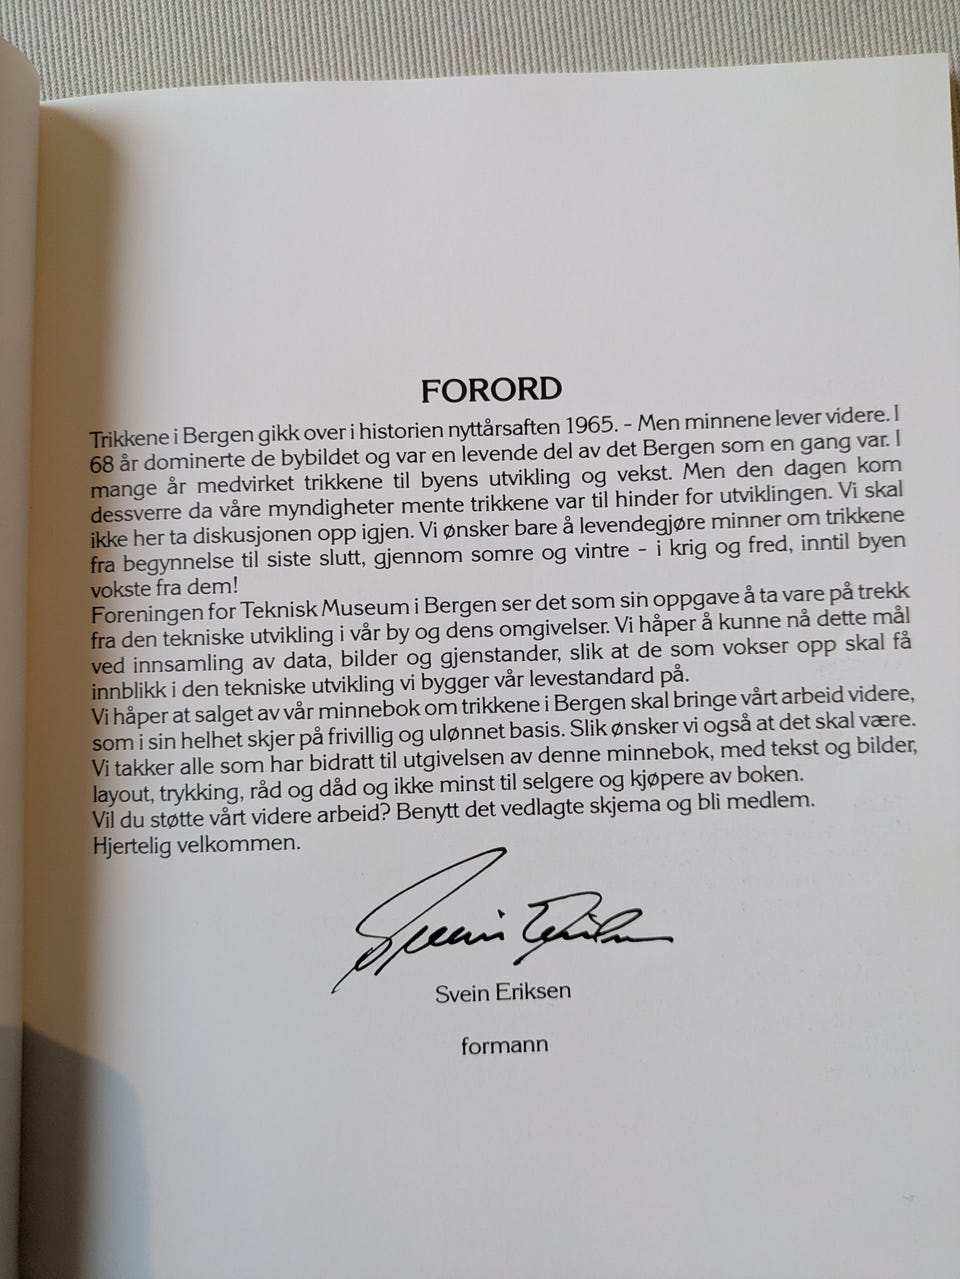 FORORD
Trikkene i Bergen gikk over i historien nyttårsaften 1965. - Men minnene lever videre. I
68 år dominerte de bybildet og var en levende del av det Bergen som en gang var. I
mange år medvirket trikkene til byens utvikling og vekst. Men den dagen kom
dessverre da våre myndigheter mente trikkene var til hinder for utviklingen. Vi skal
ikke her ta diskusjonen opp igjen. Vi ønsker bare å levendegjøre minner om trikkene
fra begynnelse til siste slutt, gjennom somre og vintre - i krig og fred, inntil byen
vokste fra dem!
Foreningen for Teknisk Museum i Bergen ser det som sin oppgave å ta vare på trekk
fra den tekniske utvikling i vår by og dens omgivelser. Vi håper å kunne nå dette mål
ved innsamling av data, bilder og gjenstander, slik at de som vokser opp skal få
innblikk i den tekniske utvikling vi bygger vår levestandard på.
Vi håper at salget av vår minnebok om trikkene i Bergen skal bringe vårt arbeid videre,
som i sin helhet skjer på frivillig og ulønnet basis. Slik ønsker vi også at det skal være.
Vi takker alle som har bidratt til utgivelsen av denne minnebok, med tekst og bilder,
layout, trykking, råd og dåd og ikke minst til selgere og kjøpere av boken.
Vil du støtte vårt videre arbeid? Benytt det vedlagte skjema og bli medlem.
Hjertelig velkommen.
Svein Eriksen
Svein Eriksen
formann